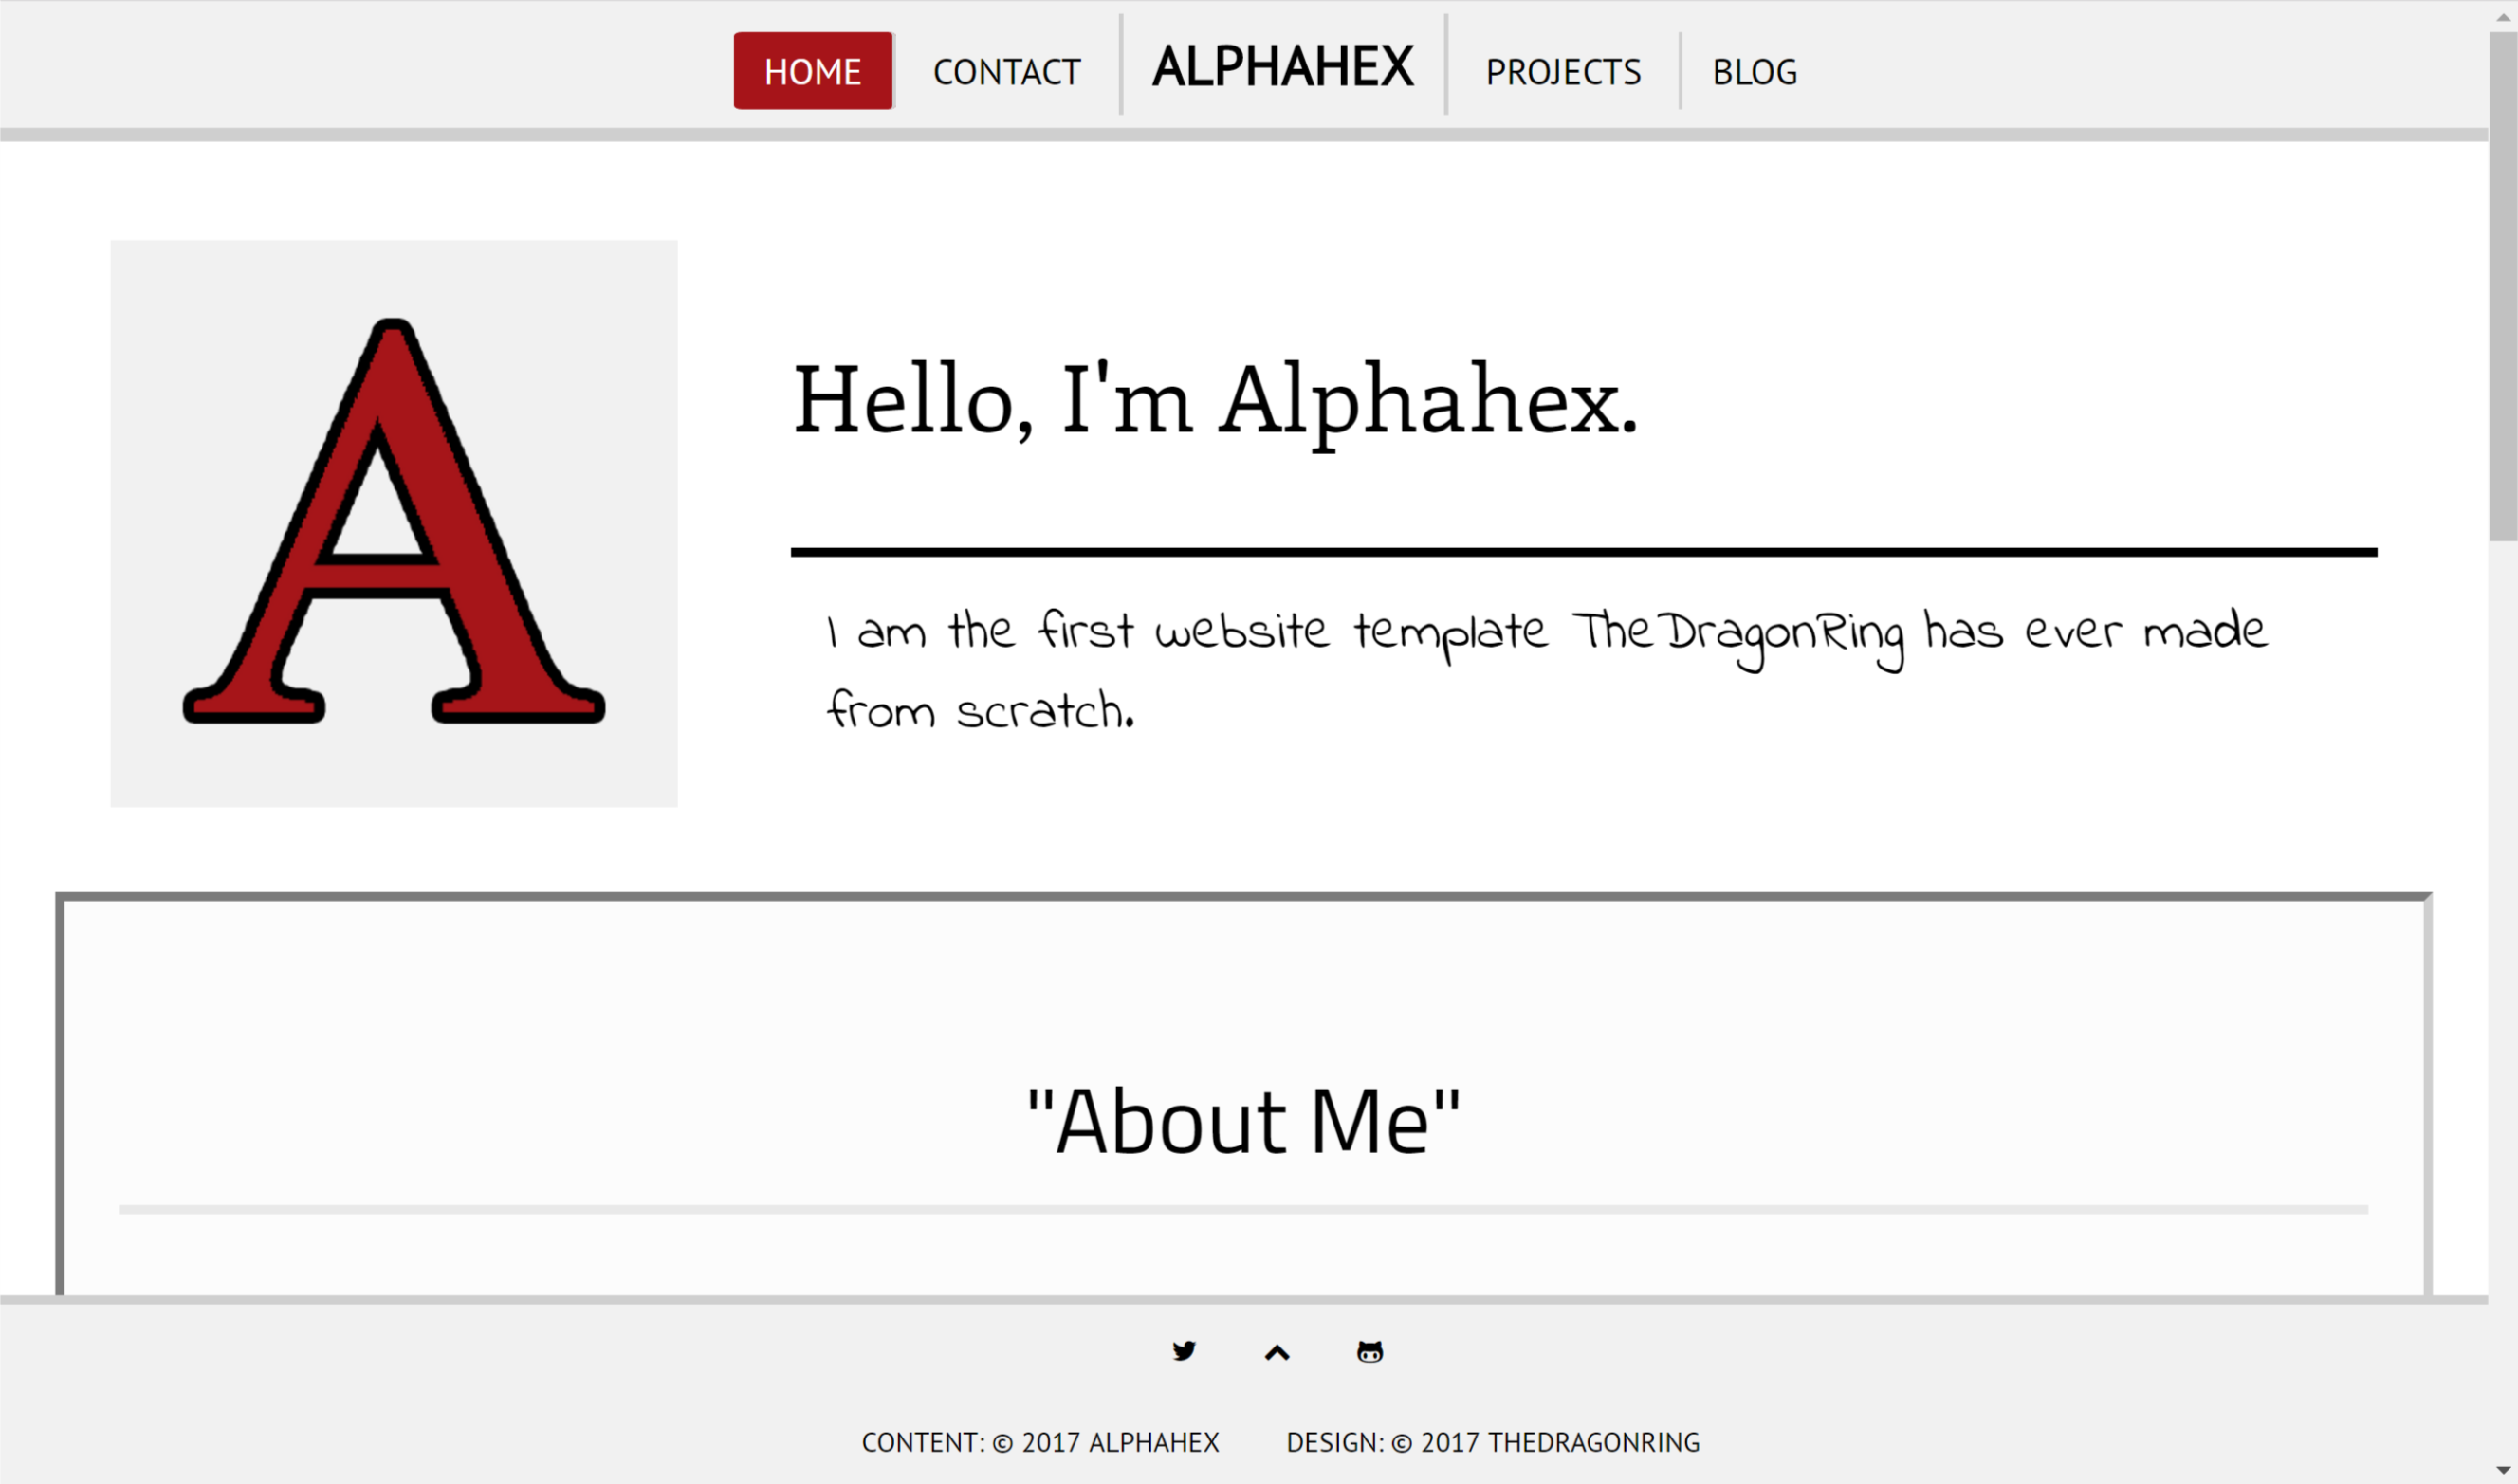 HOME CONTACT ALPHAHEX PROJECTS BLOG
A
Hello, I'm Alphahex.
I am the first website template TheDragonRing has ever made
from scratch.
"About Me"
CONTENT: © 2017 ALPHAHEX DESIGN: © 2017 THEDRAGONRING